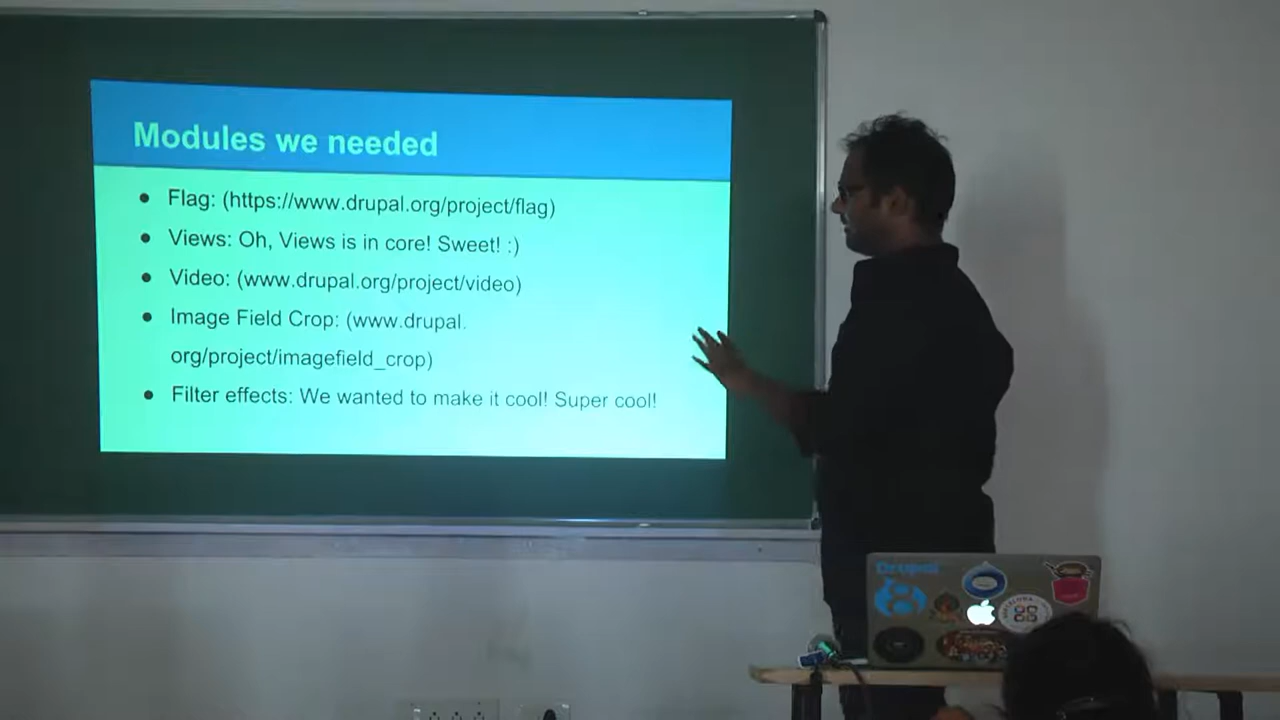 Modules we needed
● Flag: (https://www.drupal.org/project/flag)
● Views: Oh, Views is in core! Sweet! :)
● Video: (www.drupal.org/project/video)
● Image Field Crop: (www.drupal.
org/project/imagefield_crop)
● Filter effects: We wanted to make it cool! Super cool!
Drupal